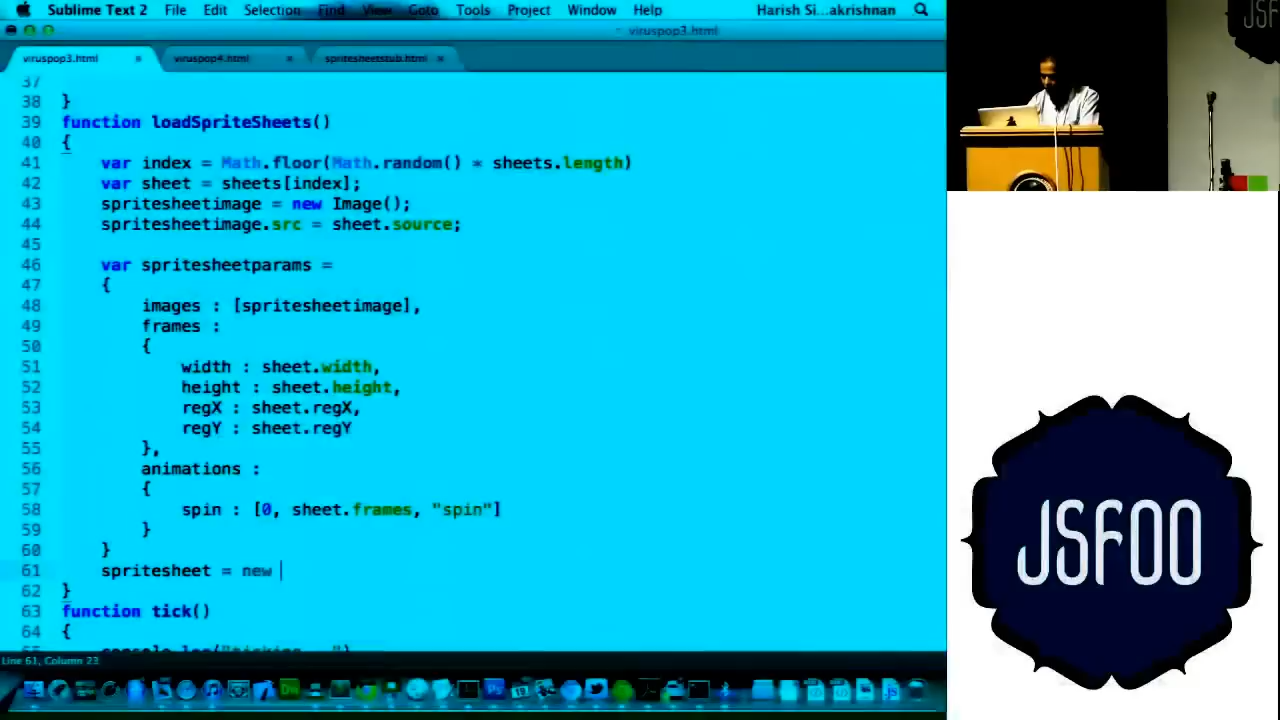 Sublime Text 2 File Edit Selection Find View Goto Tools Project Window Help Harish Si...akrishnan
viruspop3.html
viruspop3.html × viruspop4.html × spritesheetstub.html ×
37
38 }
39 function loadSpriteSheets()
40 {
41 var index = Math.floor(Math.random() * sheets.length)
42 var sheet = sheets[index];
43 spritesheetimage = new Image();
44 spritesheetimage.src = sheet.source;
45
46 var spritesheetparams =
47 {
48 images : [spritesheetimage],
49 frames :
50 {
51 width : sheet.width,
52 height : sheet.height,
53 regX : sheet.regX,
54 regY : sheet.regY
55 },
56 animations :
57 {
58 spin : [0, sheet.frames, "spin"]
59 }
60 }
61 spritesheet = new
62 }
63 function tick()
64 {
Line 61, Column 23
JSF
JSFOO